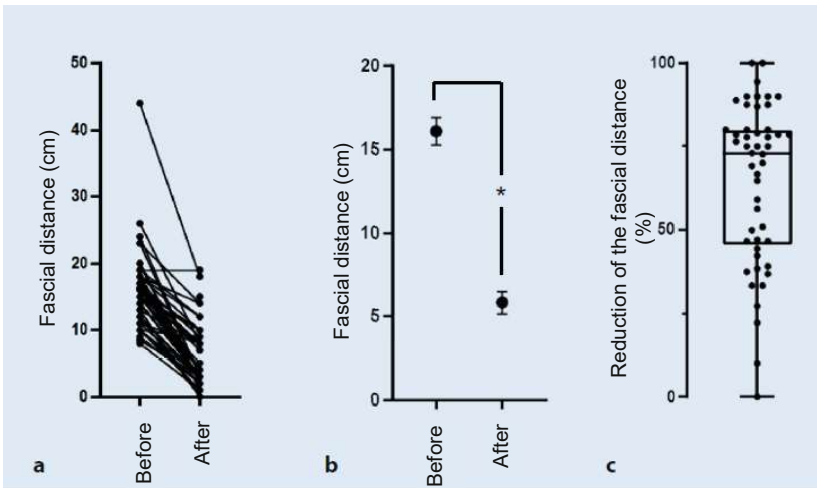 50
40
30
20
10
0
Fascial distance (cm)
Before
After
a
20
15
10
5
0
Fascial distance (cm)
*
Before
After
b
100
50
0
Reduction of the fascial distance
(%)
c